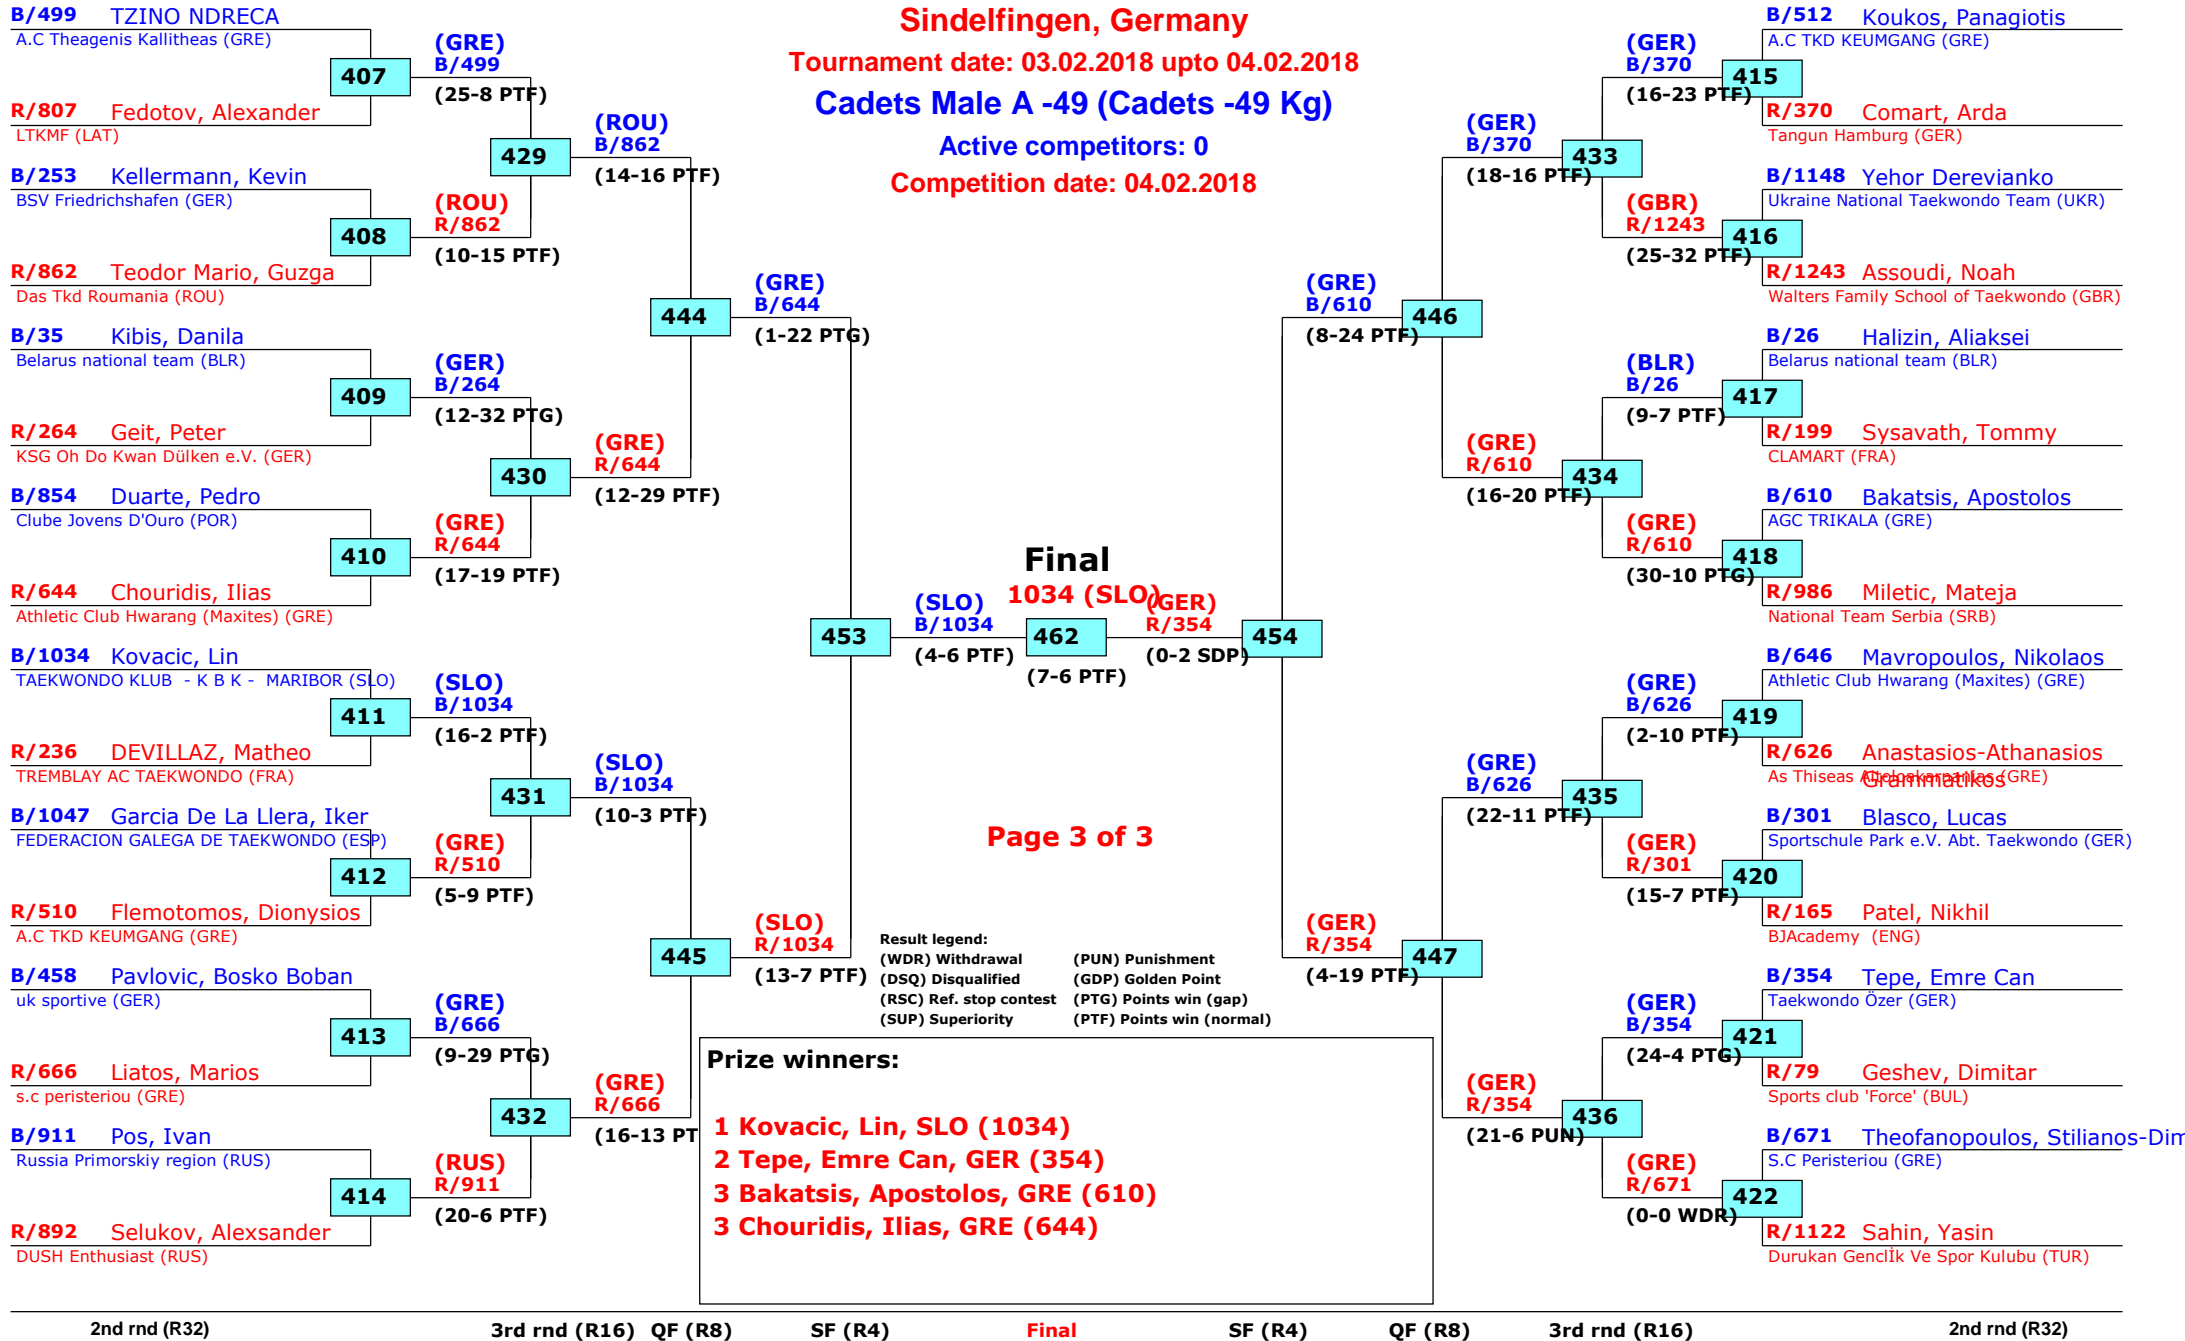 Sindelfingen, Germany
Tournament date: 03.02.2018 upto 04.02.2018
Cadets Male A -49 (Cadets -49 Kg)
Active competitors: 0
Competition date: 04.02.2018
B/499 TZINO NDRECA
A.C Theagenis Kallitheas (GRE)
407
R/807 Fedotov, Alexander
LTKMF (LAT)
B/253 Kellermann, Kevin
BSV Friedrichshafen (GER)
408
R/862 Teodor Mario, Guzga
Das Tkd Roumania (ROU)
B/35 Kibis, Danila
Belarus national team (BLR)
409
R/264 Geit, Peter
KSG Oh Do Kwan Dülken e.V. (GER)
B/854 Duarte, Pedro
Clube Jovens D'Ouro (POR)
410
R/644 Chouridis, Ilias
Athletic Club Hwarang (Maxites) (GRE)
B/1034 Kovacic, Lin
TAEKWONDO KLUB - K B K - MARIBOR (SLO)
411
R/236 DEVILLAZ, Matheo
TREMBLAY AC TAEKWONDO (FRA)
B/1047 Garcia De La Llera, Iker
FEDERACION GALEGA DE TAEKWONDO (ESP)
412
R/510 Flemotomos, Dionysios
A.C TKD KEUMGANG (GRE)
B/458 Pavlovic, Bosko Boban
uk sportive (GER)
413
R/666 Liatos, Marios
s.c peristeriou (GRE)
B/911 Pos, Ivan
Russia Primorskiy region (RUS)
414
R/892 Selukov, Alexsander
DUSH Enthusiast (RUS)
(GRE)
B/499
(25-8 PTF)
429
(ROU)
R/862
(10-15 PTF)
(GER)
B/264
(12-32 PTG)
430
(GRE)
R/644
(17-19 PTF)
(SLO)
B/1034
(16-2 PTF)
431
(GRE)
R/510
(5-9 PTF)
(GRE)
B/666
(9-29 PTG)
432
(RUS)
R/911
(20-6 PTF)
(ROU)
B/862
(14-16 PTF)
444
(GRE)
R/644
(12-29 PTF)
(SLO)
B/1034
(10-3 PTF)
445
(GRE)
R/666
(16-13 PT
(GRE)
B/644
(1-22 PTG)
453
(SLO)
R/1034
(13-7 PTF)
Final
1034 (SLO)
(SLO)
B/1034
(4-6 PTF)
462
(7-6 PTF)
(GER)
R/354
(0-2 SDP)
Page 3 of 3
Result legend:
(WDR) Withdrawal (PUN) Punishment
(DSQ) Disqualified (GDP) Golden Point
(RSC) Ref. stop contest (PTG) Points win (gap)
(SUP) Superiority (PTF) Points win (normal)
Prize winners:
1 Kovacic, Lin, SLO (1034)
2 Tepe, Emre Can, GER (354)
3 Bakatsis, Apostolos, GRE (610)
3 Chouridis, Ilias, GRE (644)
(GRE)
B/610
(8-24 PTF)
454
(GER)
R/354
(4-19 PTF)
(GER)
B/370
(18-16 PTF)
446
(GRE)
R/610
(16-20 PTF)
(GRE)
B/626
(22-11 PTF)
447
(GER)
R/354
(21-6 PUN)
(GER)
B/370
(16-23 PTF)
433
(GBR)
R/1243
(25-32 PTF)
(BLR)
B/26
(9-7 PTF)
434
(GRE)
R/610
(30-10 PTG)
(GRE)
B/626
(2-10 PTF)
435
(GER)
R/301
(15-7 PTF)
(GER)
B/354
(24-4 PTG)
436
(GRE)
R/671
(0-0 WDR)
B/512 Koukos, Panagiotis
A.C TKD KEUMGANG (GRE)
415
R/370 Comart, Arda
Tangun Hamburg (GER)
B/1148 Yehor Derevianko
Ukraine National Taekwondo Team (UKR)
416
R/1243 Assoudi, Noah
Walters Family School of Taekwondo (GBR)
B/26 Halizin, Aliaksei
Belarus national team (BLR)
417
R/199 Sysavath, Tommy
CLAMART (FRA)
B/610 Bakatsis, Apostolos
AGC TRIKALA (GRE)
418
R/986 Miletic, Mateja
National Team Serbia (SRB)
B/646 Mavropoulos, Nikolaos
Athletic Club Hwarang (Maxites) (GRE)
419
R/626 Anastasios-Athanasios
Grammatikos
As Thiseas (GRE)
B/301 Blasco, Lucas
Sportschule Park e.V. Abt. Taekwondo (GER)
420
R/165 Patel, Nikhil
BJAcademy (ENG)
B/354 Tepe, Emre Can
Taekwondo Özer (GER)
421
R/79 Geshev, Dimitar
Sports club 'Force' (BUL)
B/671 Theofanopoulos, Stilianos-Dim
S.C Peristeriou (GRE)
422
R/1122 Sahin, Yasin
Durukan Genclİk Ve Spor Kulubu (TUR)
2nd rnd (R32) 3rd rnd (R16) QF (R8) SF (R4) Final SF (R4) QF (R8) 3rd rnd (R16) 2nd rnd (R32)